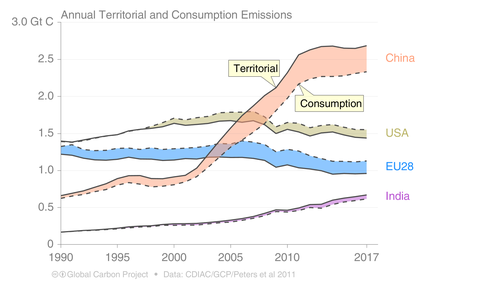 Annual Territorial and Consumption Emissions
3.0 Gt C
2.5
2.0
1.5
1.0
0.5
0
1990
1995
2000
2005
2010
2017
Territorial
Consumption
China
USA
EU28
India
Global Carbon Project • Data: CDIAC/GCP/Peters et al 2011